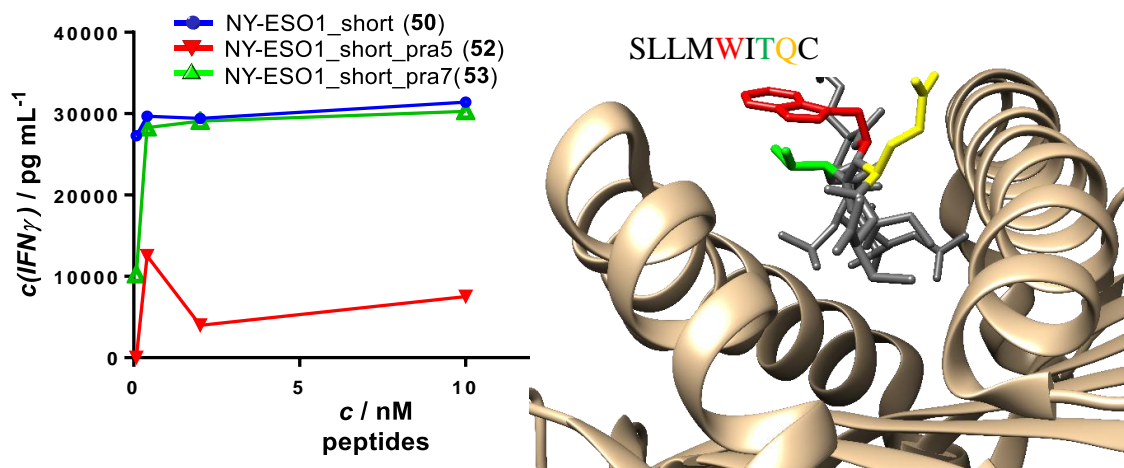 NY-ESO1_short (50)
NY-ESO1_short_pra5 (52)
NY-ESO1_short_pra7(53)
40000
30000
20000
10000
0
c(IFNγ) / pg mL-1
0
5
10
c / nM
peptides
SLLMWITQC